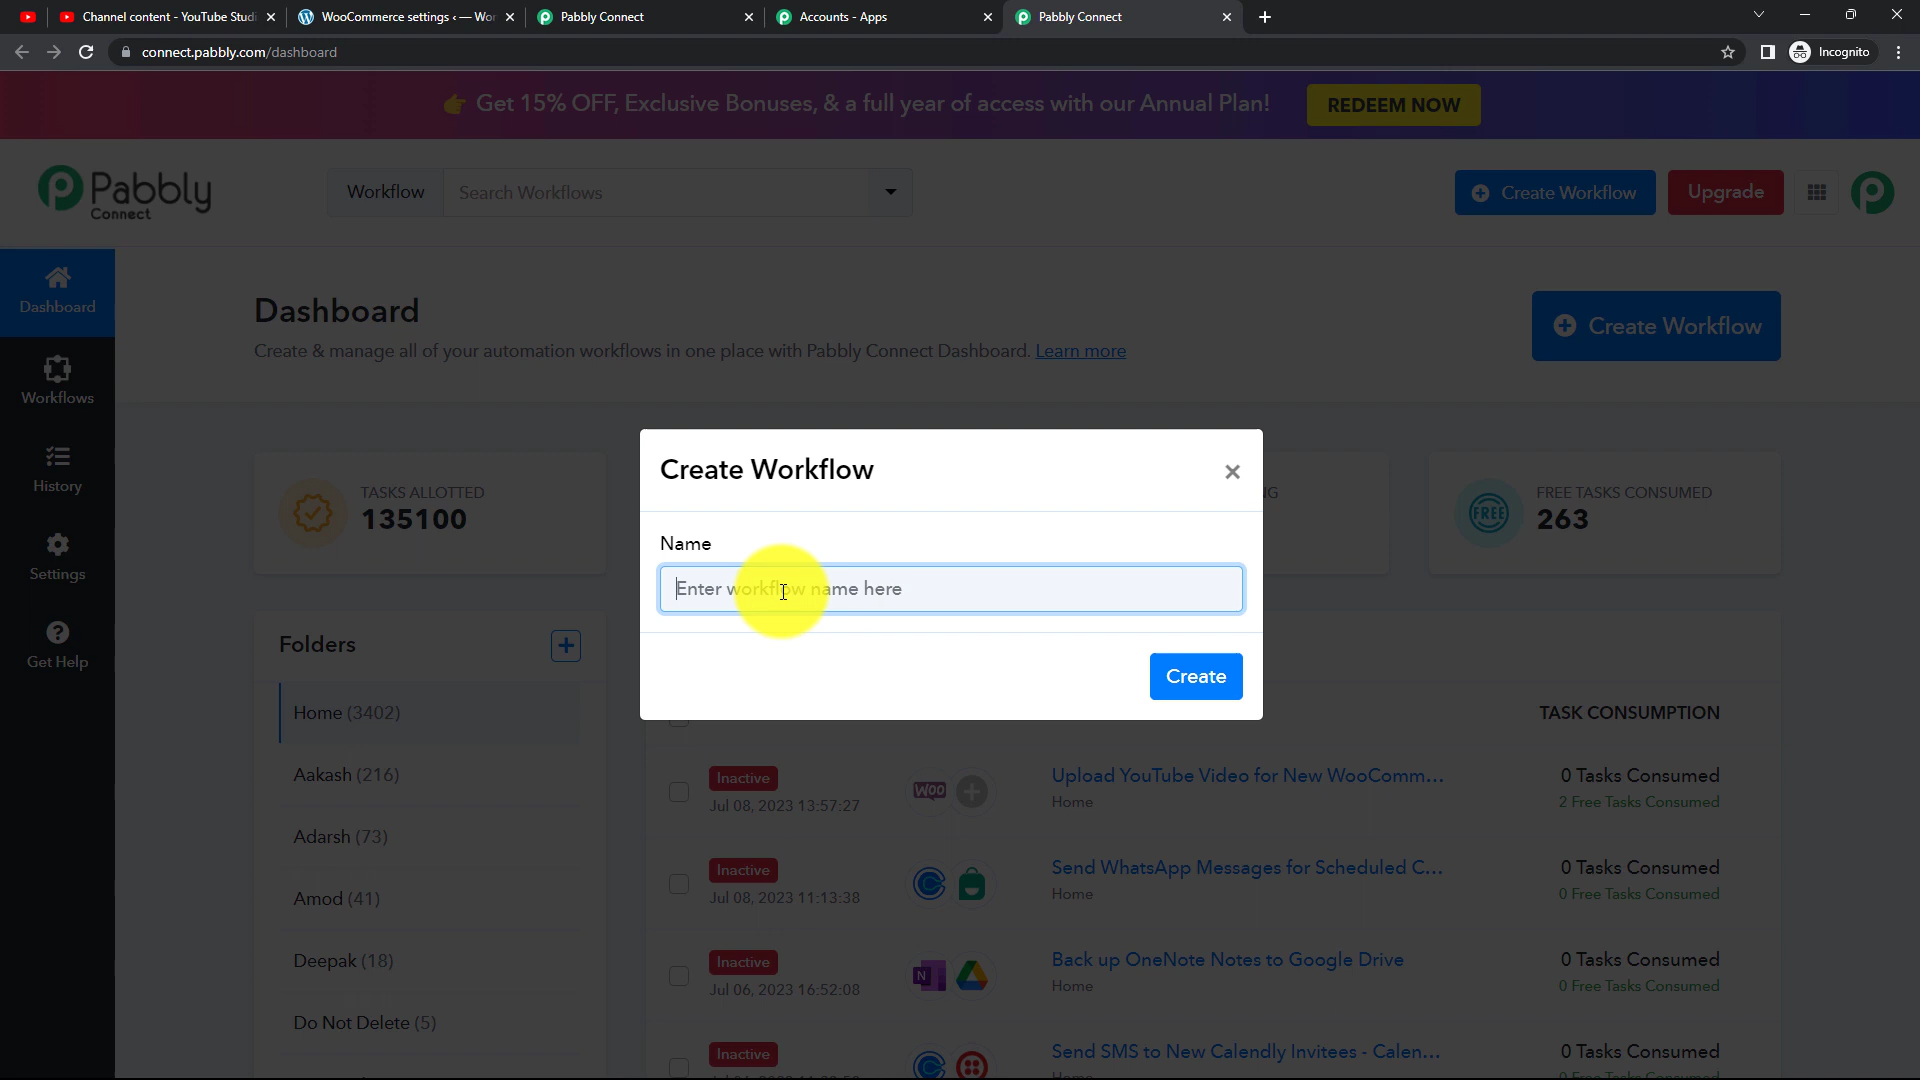 Channel content - YouTube Studi
WooCommerce settings ‹ — Wor
Pabbly Connect
Accounts - Apps
Pabbly Connect
connect.pabbly.com/dashboard
Incognito
👉 Get 15% OFF, Exclusive Bonuses, & a full year of access with our Annual Plan!
REDEEM NOW
Pabbly
Connect
Workflow
Search Workflows
Create Workflow
Upgrade
Dashboard
Workflows
History
Settings
Get Help
Dashboard
Create & manage all of your automation workflows in one place with Pabbly Connect Dashboard. Learn more
Create Workflow
TASKS ALLOTTED
135100
FREE
FREE TASKS CONSUMED
263
Create Workflow
Name
Enter workflow name here
Create
Folders
Home (3402)
Aakash (216)
Adarsh (73)
Amod (41)
Deepak (18)
Do Not Delete (5)
TASK CONSUMPTION
Inactive
Jul 08, 2023 13:57:27
Woo
Upload YouTube Video for New WooComm...
Home
0 Tasks Consumed
2 Free Tasks Consumed
Inactive
Jul 08, 2023 11:13:38
Send WhatsApp Messages for Scheduled C...
Home
0 Tasks Consumed
0 Free Tasks Consumed
Inactive
Jul 06, 2023 16:52:08
N
Back up OneNote Notes to Google Drive
Home
0 Tasks Consumed
0 Free Tasks Consumed
Inactive
Send SMS to New Calendly Invitees - Calen...
Home
0 Tasks Consumed
0 Free Tasks Consumed